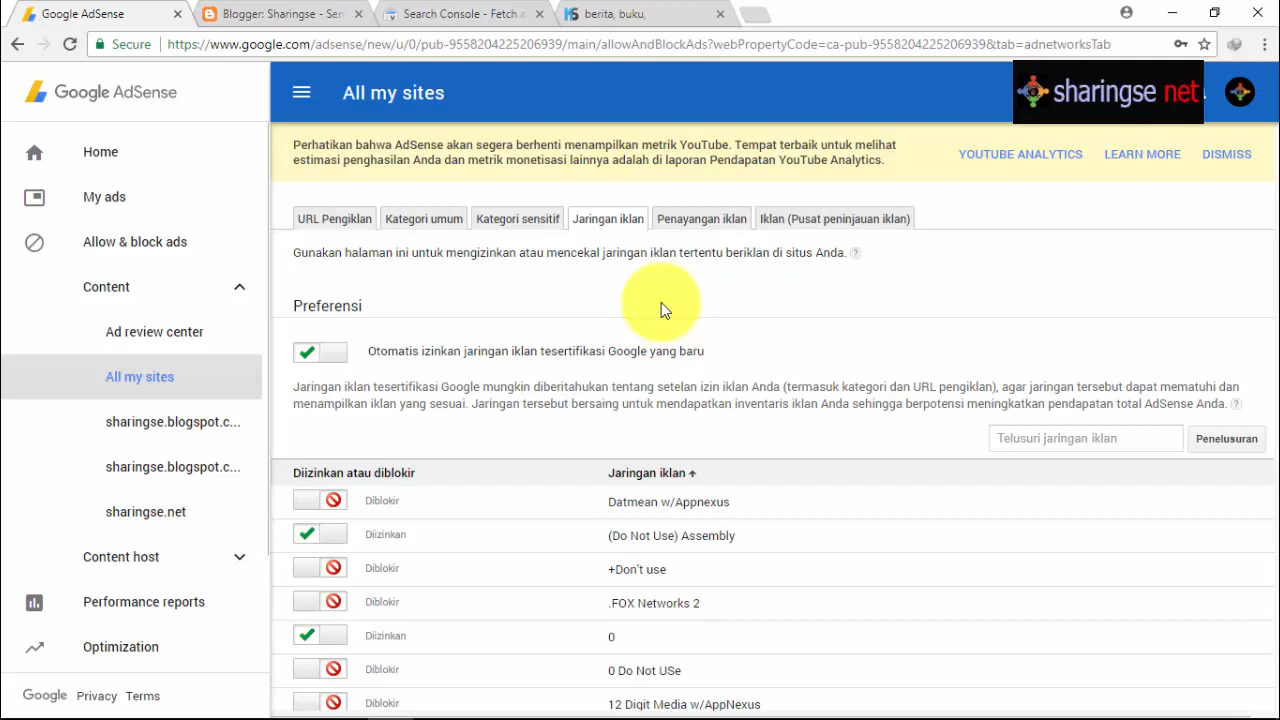 Google AdSense
Blogger: Sharingse - Sem
Search Console - Fetch a
berita, buku,
Secure
https://www.google.com/adsense/new/u/0/pub-9558204225206939/main/allowAndBlockAds?webPropertyCode=ca-pub-9558204225206939&tab=adnetworksTab
Google AdSense
All my sites
sharingse net
Home
My ads
Allow & block ads
Content
Ad review center
All my sites
sharingse.blogspot.c...
sharingse.blogspot.c...
sharingse.net
Content host
Performance reports
Optimization
Google Privacy Terms
Perhatikan bahwa AdSense akan segera berhenti menampilkan metrik YouTube. Tempat terbaik untuk melihat
estimasi penghasilan Anda dan metrik monetisasi lainnya adalah di laporan Pendapatan YouTube Analytics.
YOUTUBE ANALYTICS LEARN MORE DISMISS
URL Pengiklan Kategori umum Kategori sensitif Jaringan iklan Penayangan iklan Iklan (Pusat peninjauan iklan)
Gunakan halaman ini untuk mengizinkan atau mencekal jaringan iklan tertentu beriklan di situs Anda. ?
Preferensi
Otomatis izinkan jaringan iklan tesertifikasi Google yang baru
Jaringan iklan tesertifikasi Google mungkin diberitahukan tentang setelan izin iklan Anda (termasuk kategori dan URL pengiklan), agar jaringan tersebut dapat mematuhi dan
menampilkan iklan yang sesuai. Jaringan tersebut bersaing untuk mendapatkan inventaris iklan Anda sehingga berpotensi meningkatkan pendapatan total AdSense Anda. ?
Telusuri jaringan iklan Penelusuran
Diizinkan atau diblokir Jaringan iklan
Diblokir Datmean w/Appnexus
Diizinkan (Do Not Use) Assembly
Diblokir +Don't use
Diblokir .FOX Networks 2
Diizinkan 0
Diblokir 0 Do Not USe
Diblokir 12 Digit Media w/AppNexus